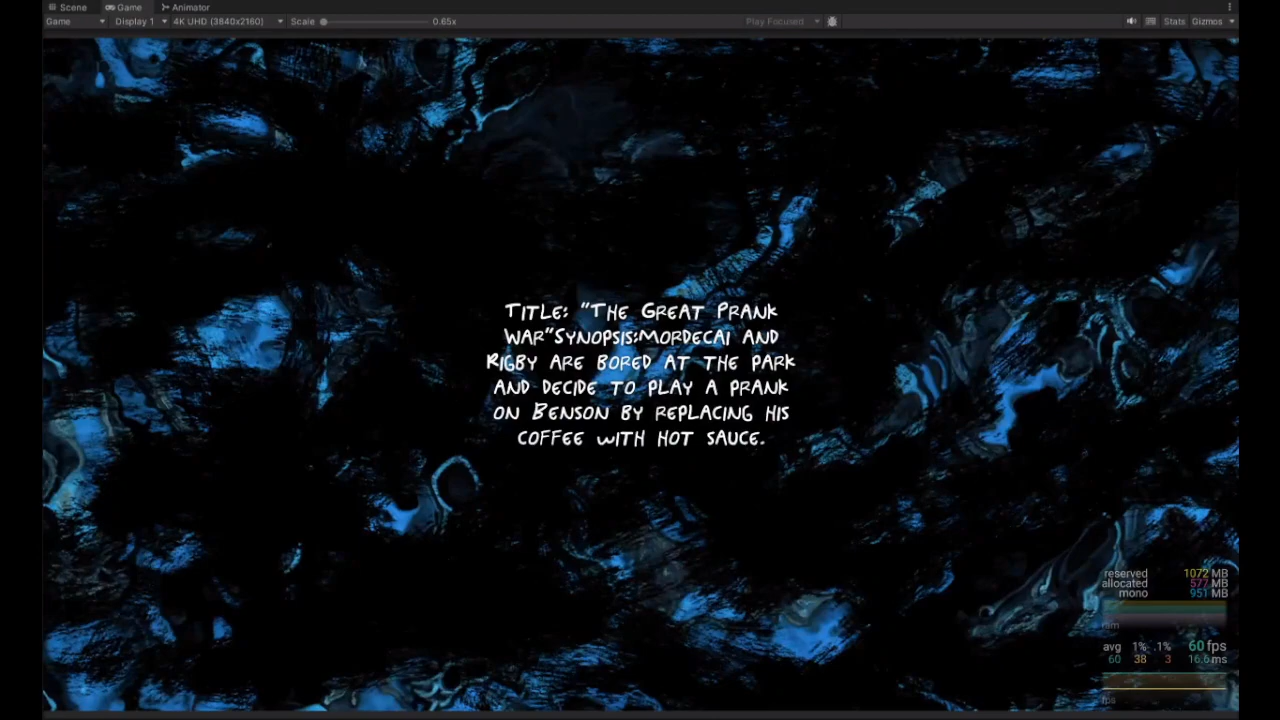 Scene Game Animator
Game Display 1 4K UHD (3840x2160) Scale 0.65x Play Focused Stats Gizmos
TITLE: "THE GREAT PRANK
WAR"SYNOPSIS:MORDECAI AND
RIGBY ARE BORED AT THE PARK
AND DECIDE TO PLAY A PRANK
ON BENSON BY REPLACING HIS
COFFEE WITH HOT SAUCE.
reserved 1072 MB
allocated 577 MB
mono 951 MB
ram
avg 1% .1% 60 fps
60 38 3 16.6 ms
fps